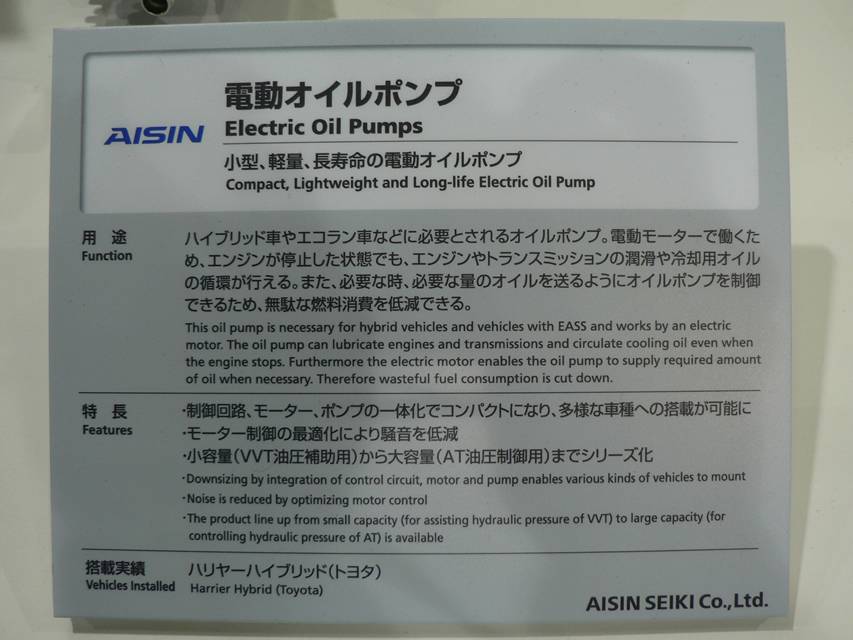 AISIN
電動オイルポンプ
Electric Oil Pumps
小型、軽量、長寿命の電動オイルポンプ
Compact, Lightweight and Long-life Electric Oil Pump
用 途
Function
ハイブリッド車やエコラン車などに必要とされるオイルポンプ。電動モーターで働くた
め、エンジンが停止した状態でも、エンジンやトランスミッションの潤滑や冷却用オイル
の循環が行える。また、必要な時、必要な量のオイルを送るようにオイルポンプを制御
できるため、無駄な燃料消費を低減できる。
This oil pump is necessary for hybrid vehicles and vehicles with EASS and works by an electric
motor. The oil pump can lubricate engines and transmissions and circulate cooling oil even when
the engine stops. Furthermore the electric motor enables the oil pump to supply required amount
of oil when necessary. Therefore wasteful fuel consumption is cut down.
特 長
Features
・制御回路、モーター、ポンプの一体化でコンパクトになり、多様な車種への搭載が可能に
・モーター制御の最適化により騒音を低減
・小容量(VVT油圧補助用)から大容量(AT油圧制御用)までシリーズ化
・Downsizing by integration of control circuit, motor and pump enables various kinds of vehicles to mount
・Noise is reduced by optimizing motor control
・The product line up from small capacity (for assisting hydraulic pressure of VVT) to large capacity (for
controlling hydraulic pressure of AT) is available
搭載実績
Vehicles Installed
ハリヤーハイブリッド(トヨタ)
Harrier Hybrid (Toyota)
AISIN SEIKI Co.,Ltd.